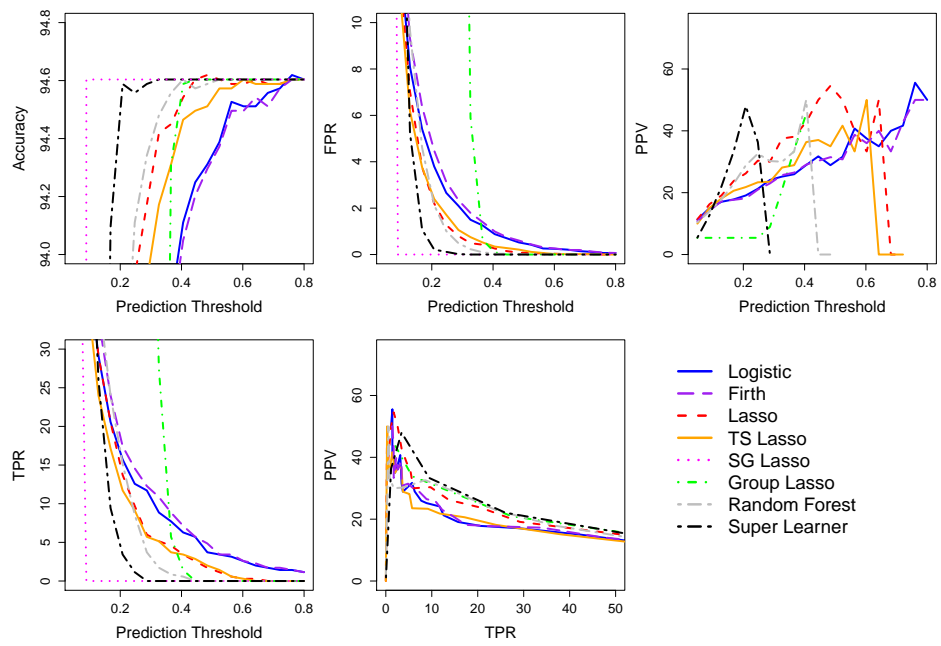 94.8
94.6
94.4
94.2
94.0
Accuracy
0.2 0.4 0.6 0.8
Prediction Threshold
10
8
6
4
2
0
FPR
0.2 0.4 0.6 0.8
Prediction Threshold
60
40
20
0
PPV
0.2 0.4 0.6 0.8
Prediction Threshold
30
25
20
15
10
5
0
TPR
0.2 0.4 0.6 0.8
Prediction Threshold
60
40
20
0
PPV
0 10 20 30 40 50
TPR
Logistic
Firth
Lasso
TS Lasso
SG Lasso
Group Lasso
Random Forest
Super Learner